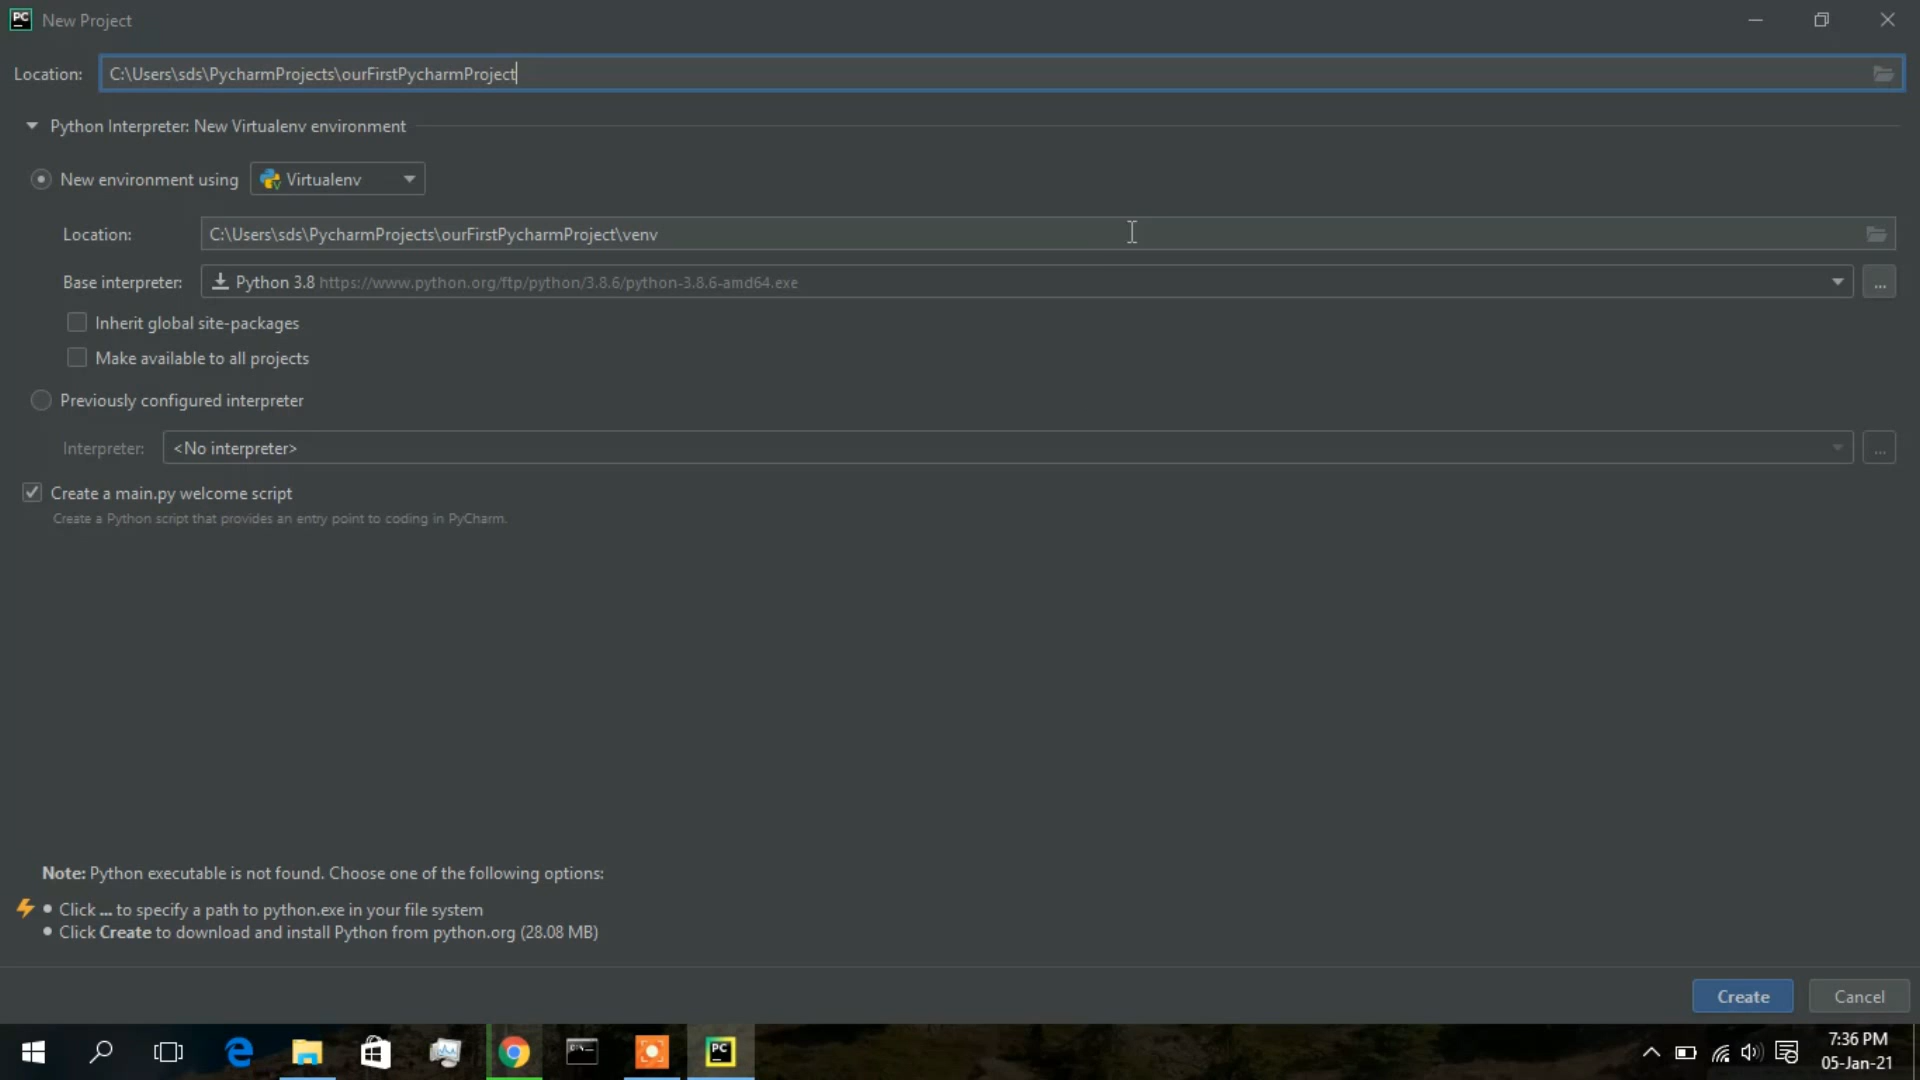 PC New Project
Location: C:\Users\sds\PycharmProjects\ourFirstPycharmProject
Python Interpreter: New Virtualenv environment
New environment using Virtualenv
Location: C:\Users\sds\PycharmProjects\ourFirstPycharmProject\venv
Base interpreter: Python 3.8 https://www.python.org/ftp/python/3.8.6/python-3.8.6-amd64.exe ...
Inherit global site-packages
Make available to all projects
Previously configured interpreter
Interpreter: <No interpreter> ...
Create a main.py welcome script
Create a Python script that provides an entry point to coding in PyCharm.
Note: Python executable is not found. Choose one of the following options:
• Click ... to specify a path to python.exe in your file system
• Click Create to download and install Python from python.org (28.08 MB)
Create Cancel
PC
7:36 PM
05-Jan-21